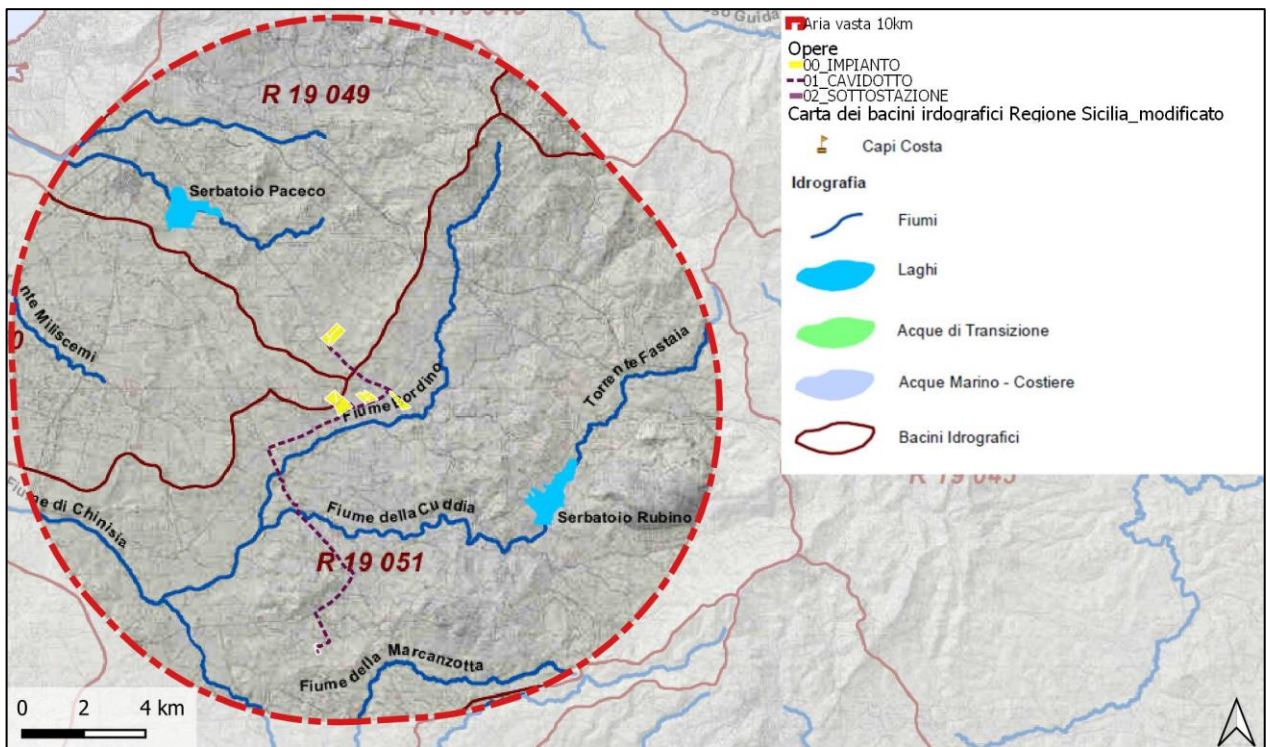 Aria vasta 10km
Opere
00_IMPIANTO
01_CAVIDOTTO
02_SOTTOSTAZIONE
Carta dei bacini irdografici Regione Sicilia_modificato
Capi Costa
Idrografia
Fiumi
Laghi
Acque di Transizione
Acque Marino - Costiere
Bacini Idrografici
R 19 049
Serbatoio Paceco
nte Miliscemi
0
Torrente Fastaia
Fiume Bordino
Fiume di Chinisia
Fiume della Cuddia
Serbatoio Rubino
R 19 051
Fiume della Marcanzotta
0 2 4 km